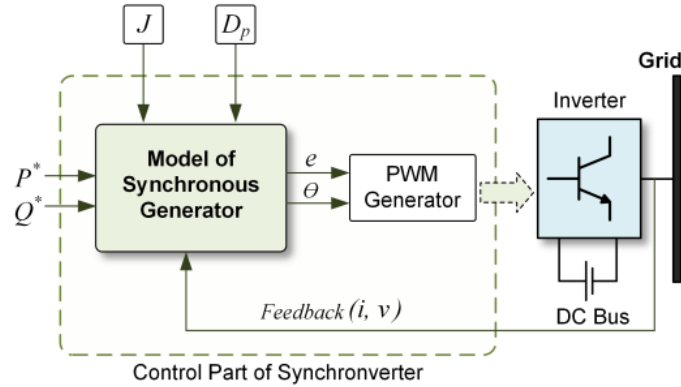 J
D_p
Grid
Inverter
Model of
Synchronous
Generator
P*
Q*
e
θ
PWM
Generator
Feedback (i, v)
DC Bus
Control Part of Synchronverter